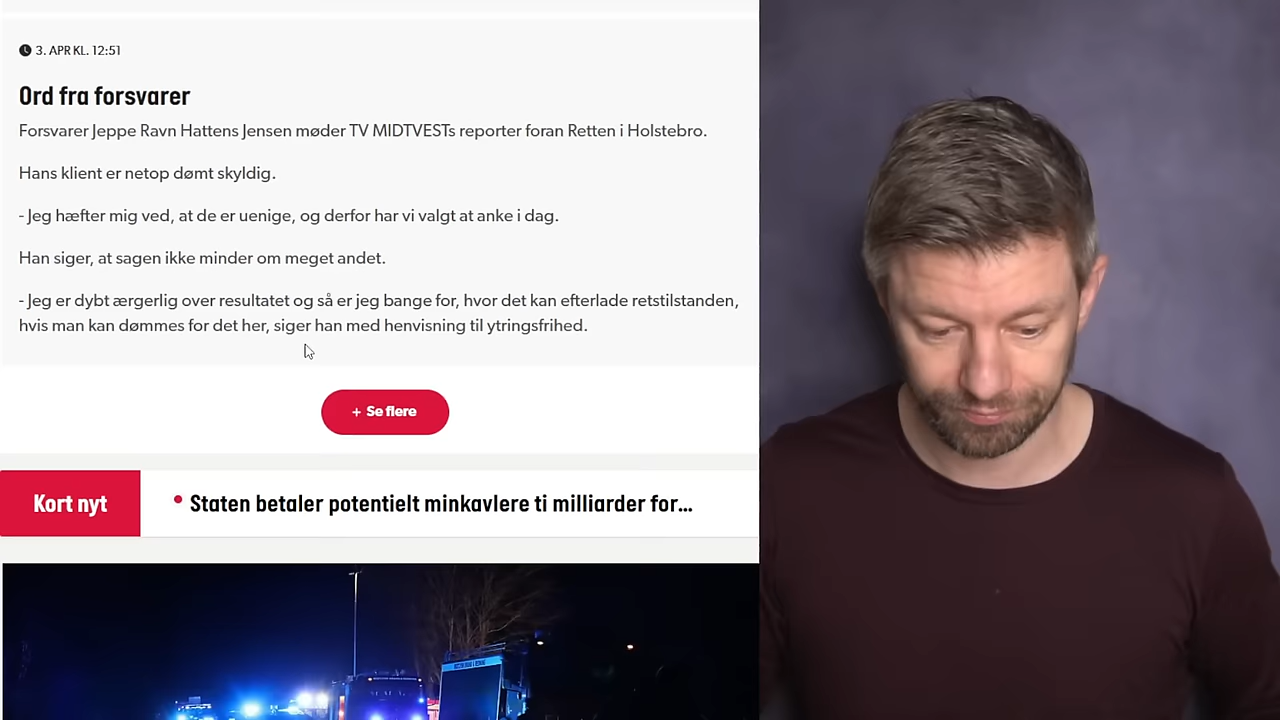 3. APR KL. 12:51
Ord fra forsvarer
Forsvarer Jeppe Ravn Hattens Jensen møder TV MIDTVESTs reporter foran Retten i Holstebro.
Hans klient er netop dømt skyldig.
- Jeg hæfter mig ved, at de er uenige, og derfor har vi valgt at anke i dag.
Han siger, at sagen ikke minder om meget andet.
- Jeg er dybt ærgerlig over resultatet og så er jeg bange for, hvor det kan efterlade retstilstanden,
hvis man kan dømmes for det her, siger han med henvisning til ytringsfrihed.
+ Se flere
Kort nyt
• Staten betaler potentielt minkavlere ti milliarder for...